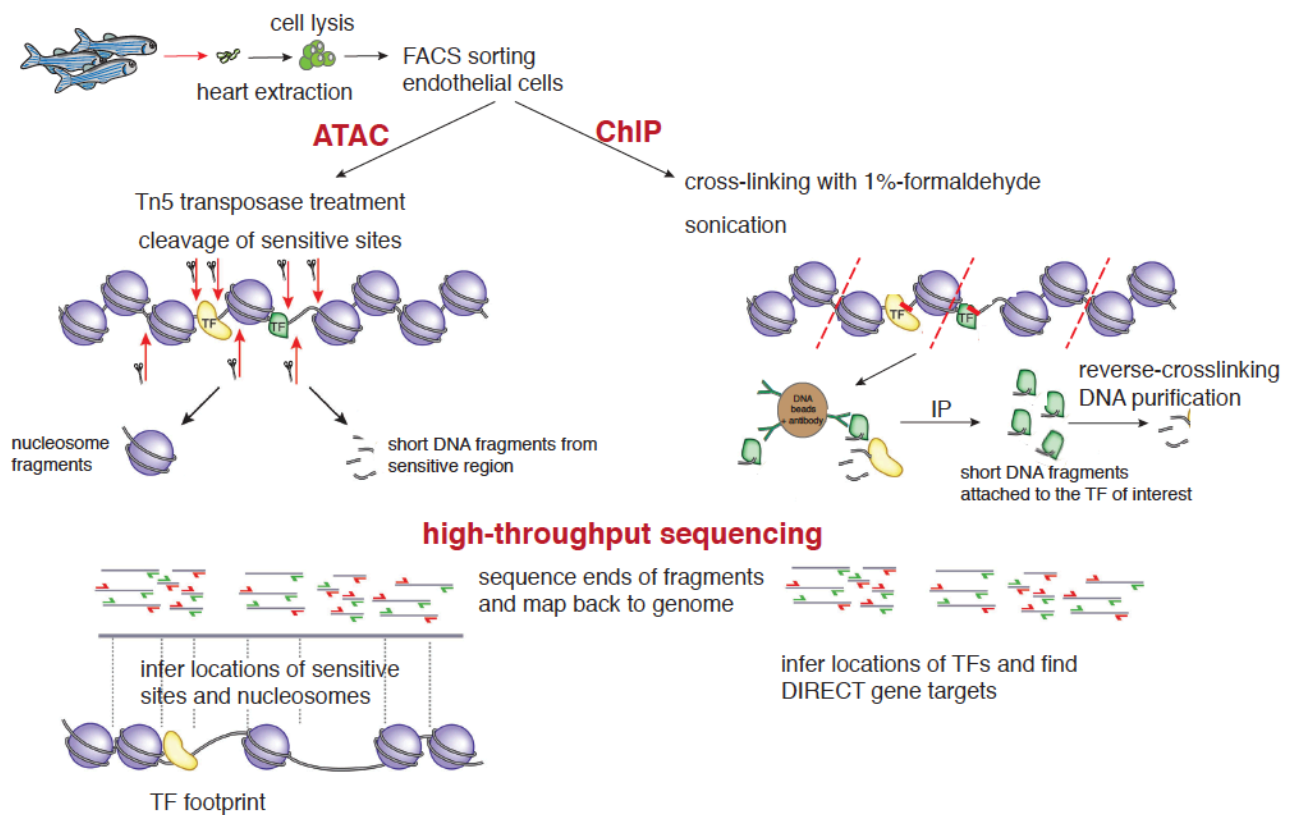 cell lysis
heart extraction
FACS sorting
endothelial cells
ATAC
ChIP
Tn5 transposase treatment
cleavage of sensitive sites
cross-linking with 1%-formaldehyde
sonication
TF
TF
TF
TF
nucleosome
fragments
short DNA fragments from
sensitive region
DNA
beads
+ antibody
IP
reverse-crosslinking
DNA purification
short DNA fragments
attached to the TF of interest
high-throughput sequencing
sequence ends of fragments
and map back to genome
infer locations of sensitive
sites and nucleosomes
infer locations of TFs and find
DIRECT gene targets
TF footprint